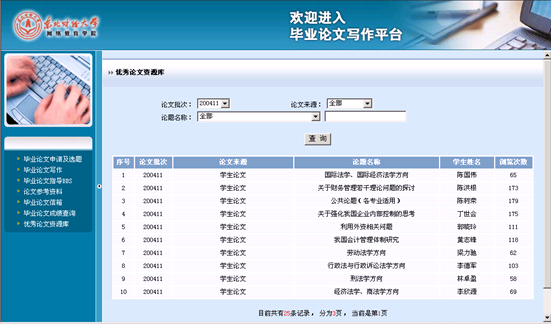 东北财经大学
网络教育学院
欢迎进入
毕业论文写作平台
毕业论文申请及选题
毕业论文写作
毕业论文指导BBS
论文参考资料
毕业论文信箱
毕业论文成绩查询
优秀论文资源库
优秀论文资源库
论文批次： 200411 论文来源： 全部
论题名称： 全部
查 询
序号 论文批次 论文来源 论题名称 学生姓名 浏览次数
1 200411 学生论文 国际法学、国际经济法学方向 陈国伟 65
2 200411 学生论文 关于财务管理若干理论问题的探讨 陈洪根 173
3 200411 学生论文 公共论题（各专业适用） 陈柯荣 179
4 200411 学生论文 关于强化我国企业内部控制的思考 丁世会 175
5 200411 学生论文 利用外资相关问题 郭晓玲 111
6 200411 学生论文 我国会计管理体制研究 黄志锋 118
7 200411 学生论文 劳动法学方向 梁力驰 62
8 200411 学生论文 行政法与行政诉讼法学方向 李德军 103
9 200411 学生论文 刑法学方向 林卓盈 58
10 200411 学生论文 经济法学、商法学方向 李欣源 69
目前共有25条记录， 分为3页， 当前是第1页